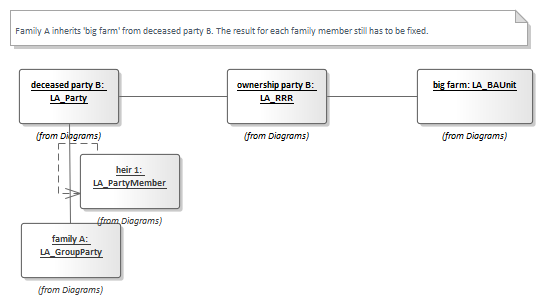 Family A inherits 'big farm' from deceased party B. The result for each family member still has to be fixed.
deceased party B:
LA_Party
(from Diagrams)
ownership party B:
LA_RRR
(from Diagrams)
big farm: LA_BAUnit
(from Diagrams)
heir 1:
LA_PartyMember
(from Diagrams)
family A:
LA_GroupParty
(from Diagrams)